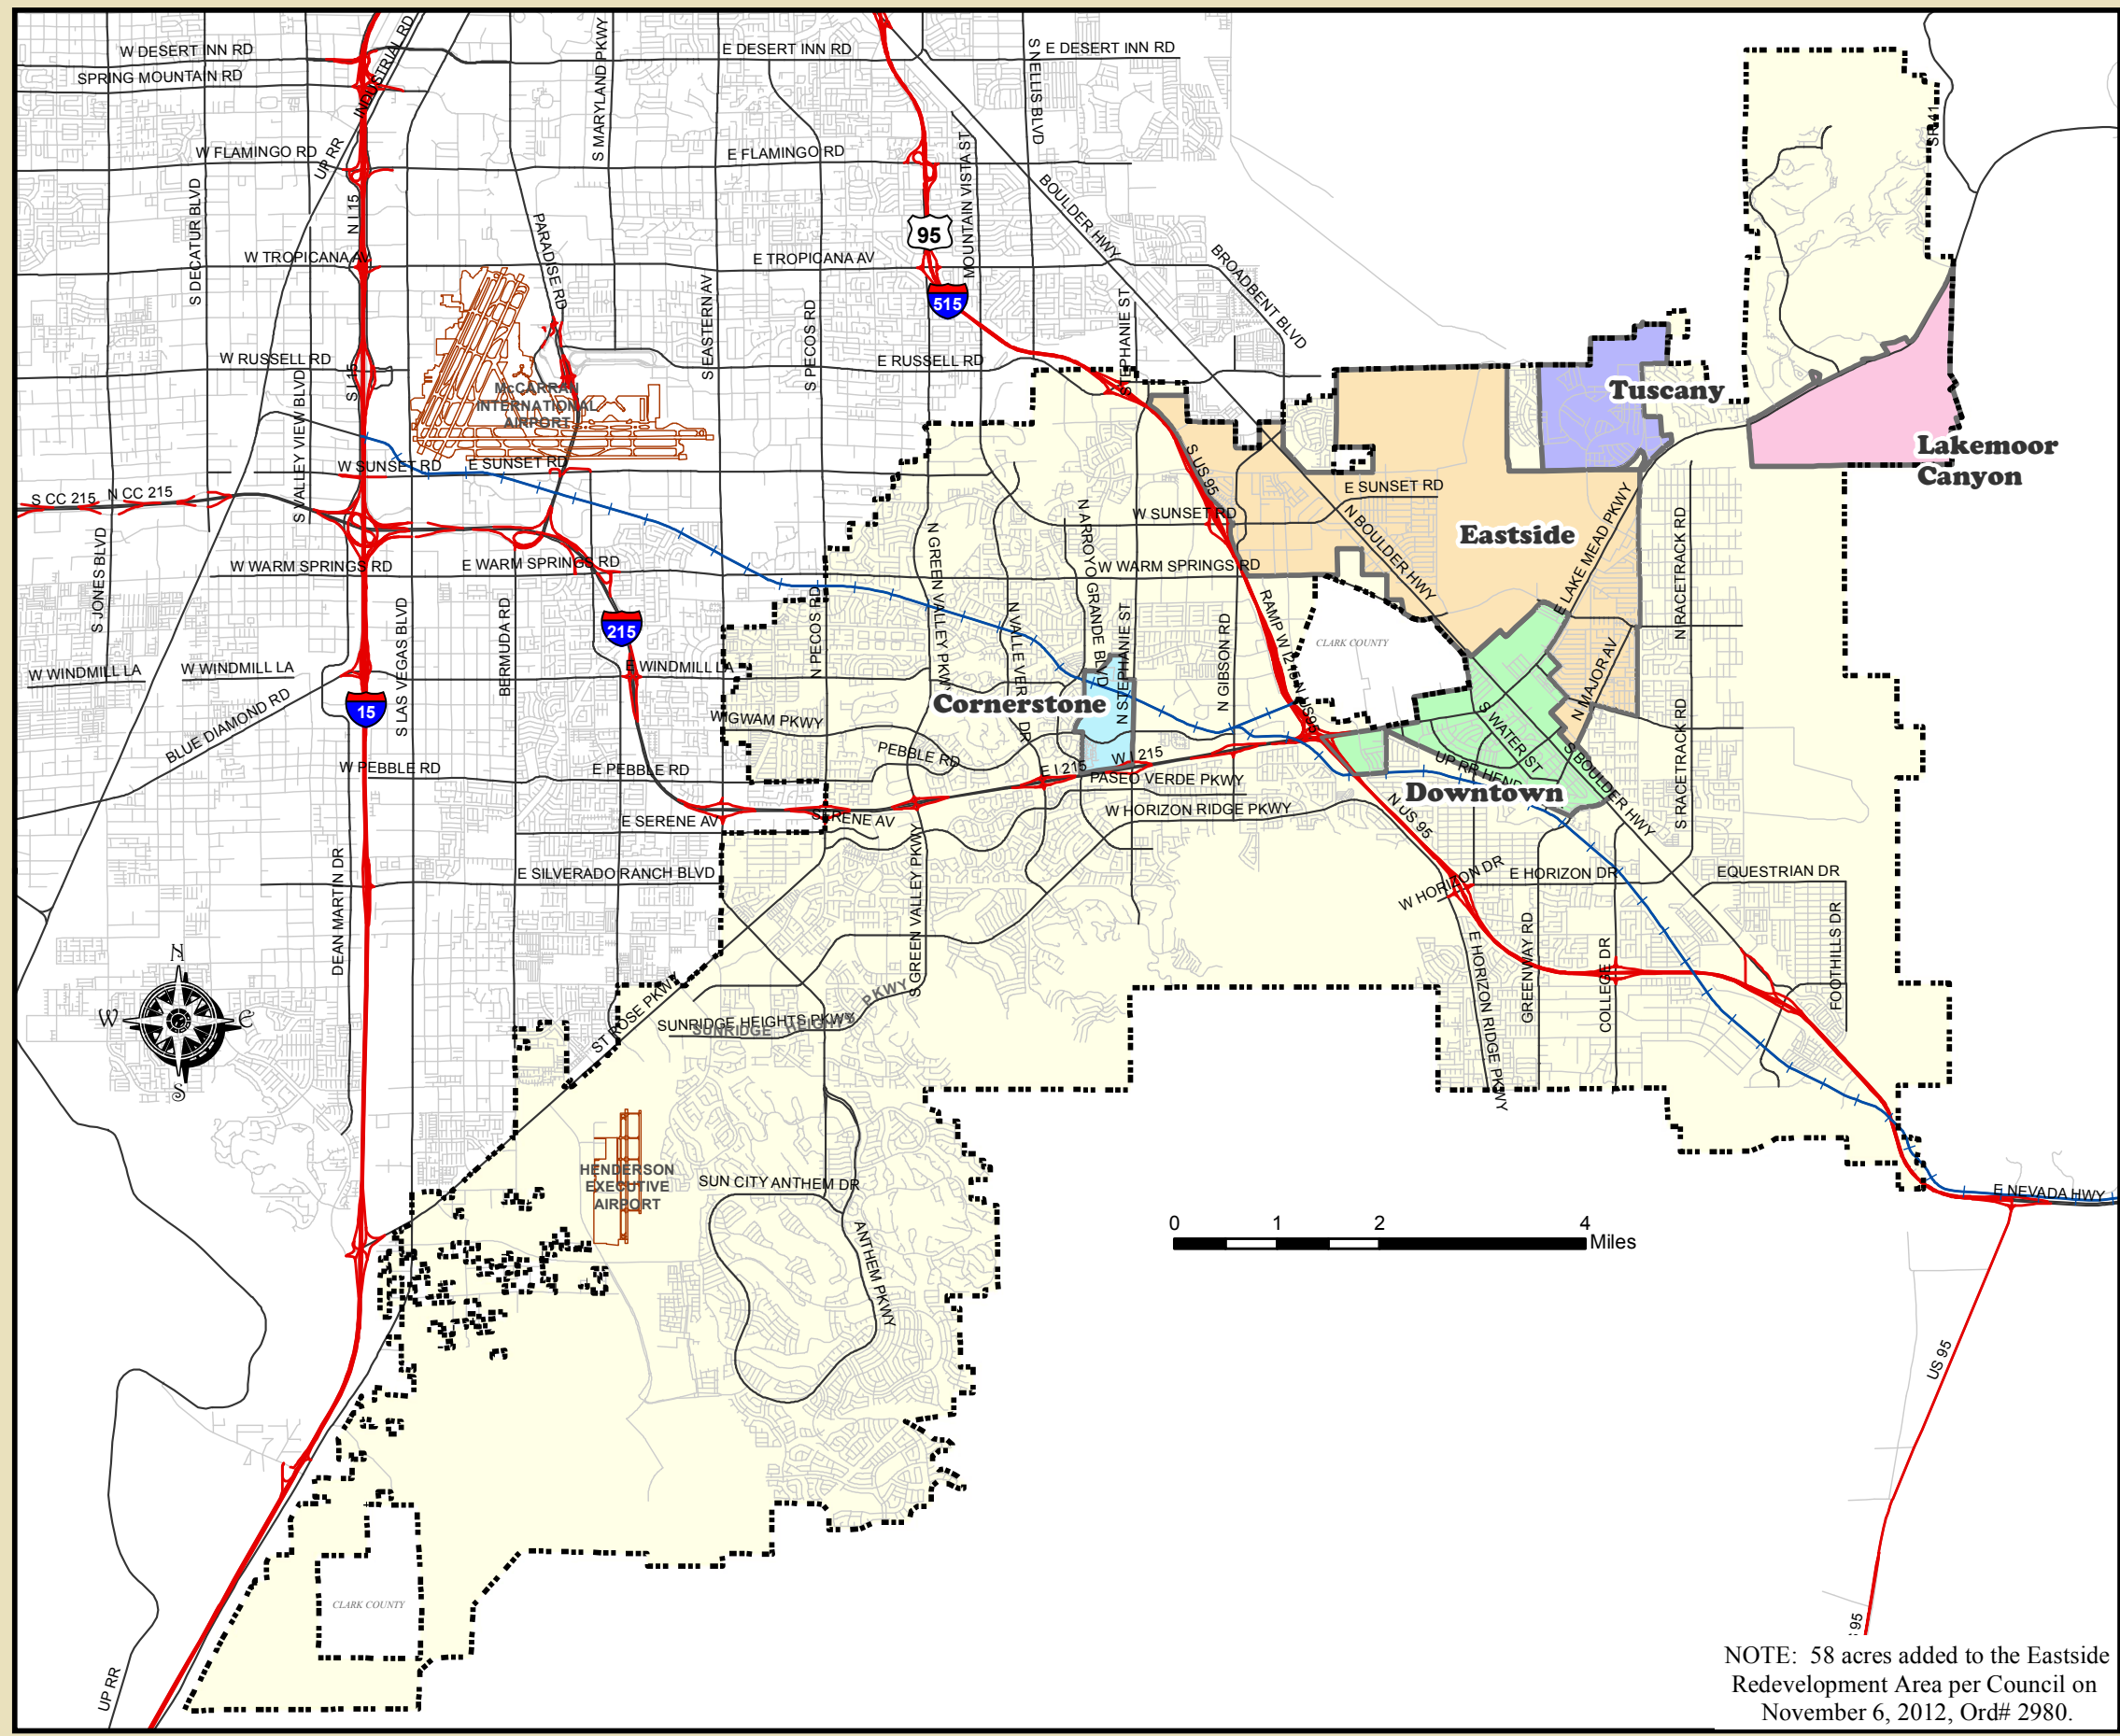 W DESERT INN RD
SPRING MOUNTAIN RD
INDUSTRIAL RD
S MARYLAND PKWY
E DESERT INN RD
S NELLIS BLVD
E DESERT INN RD
W FLAMINGO RD
UP RR
E FLAMINGO RD
MOUNTAIN VISTA ST
BOULDER HWY
S DECATUR BLVD
N I 15
PARADISE RD
95
W TROPICANA AV
E TROPICANA AV
BROADBENT BLVD
515
S EASTERN AV
S PECOS RD
W RUSSELL RD
E RUSSELL RD
S VALLEY VIEW BLVD
S I 15
McCARRAN
INTERNATIONAL
AIRPORT
Tuscany
Lakemoor
Canyon
W SUNSET RD
E SUNSET RD
S US 95
E SUNSET RD
S CC 215
N CC 215
W SUNSET RD
N BOULDER HWY
Eastside
E LAKE MEAD PKWY
N RACETRACK RD
S JONES BLVD
W WARM SPRINGS RD
E WARM SPRINGS RD
N GREEN VALLEY PKWY
N ARROYO GRANDE BLVD
W WARM SPRINGS RD
S LAS VEGAS BLVD
BERMUDA RD
215
N PECOS RD
N STEPHANIE ST
N GIBSON RD
CLARK COUNTY
W WINDMILL LA
W WINDMILL LA
E WINDMILL LA
N MAJOR AV
Cornerstone
15
BLUE DIAMOND RD
WIGWAM PKWY
PEBBLE RD
S WATER ST
S BOULDER HWY
S RACETRACK RD
W PEBBLE RD
E PEBBLE RD
E I 215
W I 215
PASEO VERDE PKWY
Downtown
E SERENE AV
SERENE AV
W HORIZON RIDGE PKWY
N US 95
DEAN MARTIN DR
E SILVERADO RANCH BLVD
S GREEN VALLEY PKWY
W HORIZON DR
E HORIZON DR
EQUESTRIAN DR
N
W
E
S
ST ROSE PKWY
SUNRIDGE HEIGHTS PKWY
SUNRIDGE HEIGHTS PKWY
E HORIZON RIDGE PKWY
GREENWAY RD
COLLEGE DR
FOOTHILLS DR
HENDERSON
EXECUTIVE
AIRPORT
SUN CITY ANTHEM DR
ANTHEM PKWY
E NEVADA HWY
0 1 2 4
Miles
US 95
CLARK COUNTY
UP RR
NOTE: 58 acres added to the Eastside
Redevelopment Area per Council on
November 6, 2012, Ord# 2980.